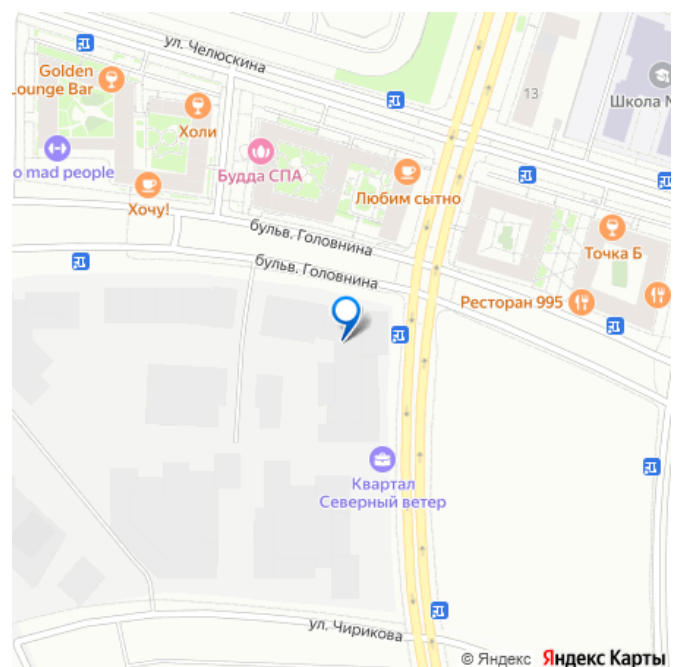 ул. Челюскина
Golden
Lounge Bar
13
Школа №
Холи
o mad people
Будда СПА
Любим сытно
Хочу!
бульв. Головнина
Точка Б
бульв. Головнина
Ресторан 995
Квартал
Северный ветер
ул. Чирикова
© Яндекс Яндекс Карты